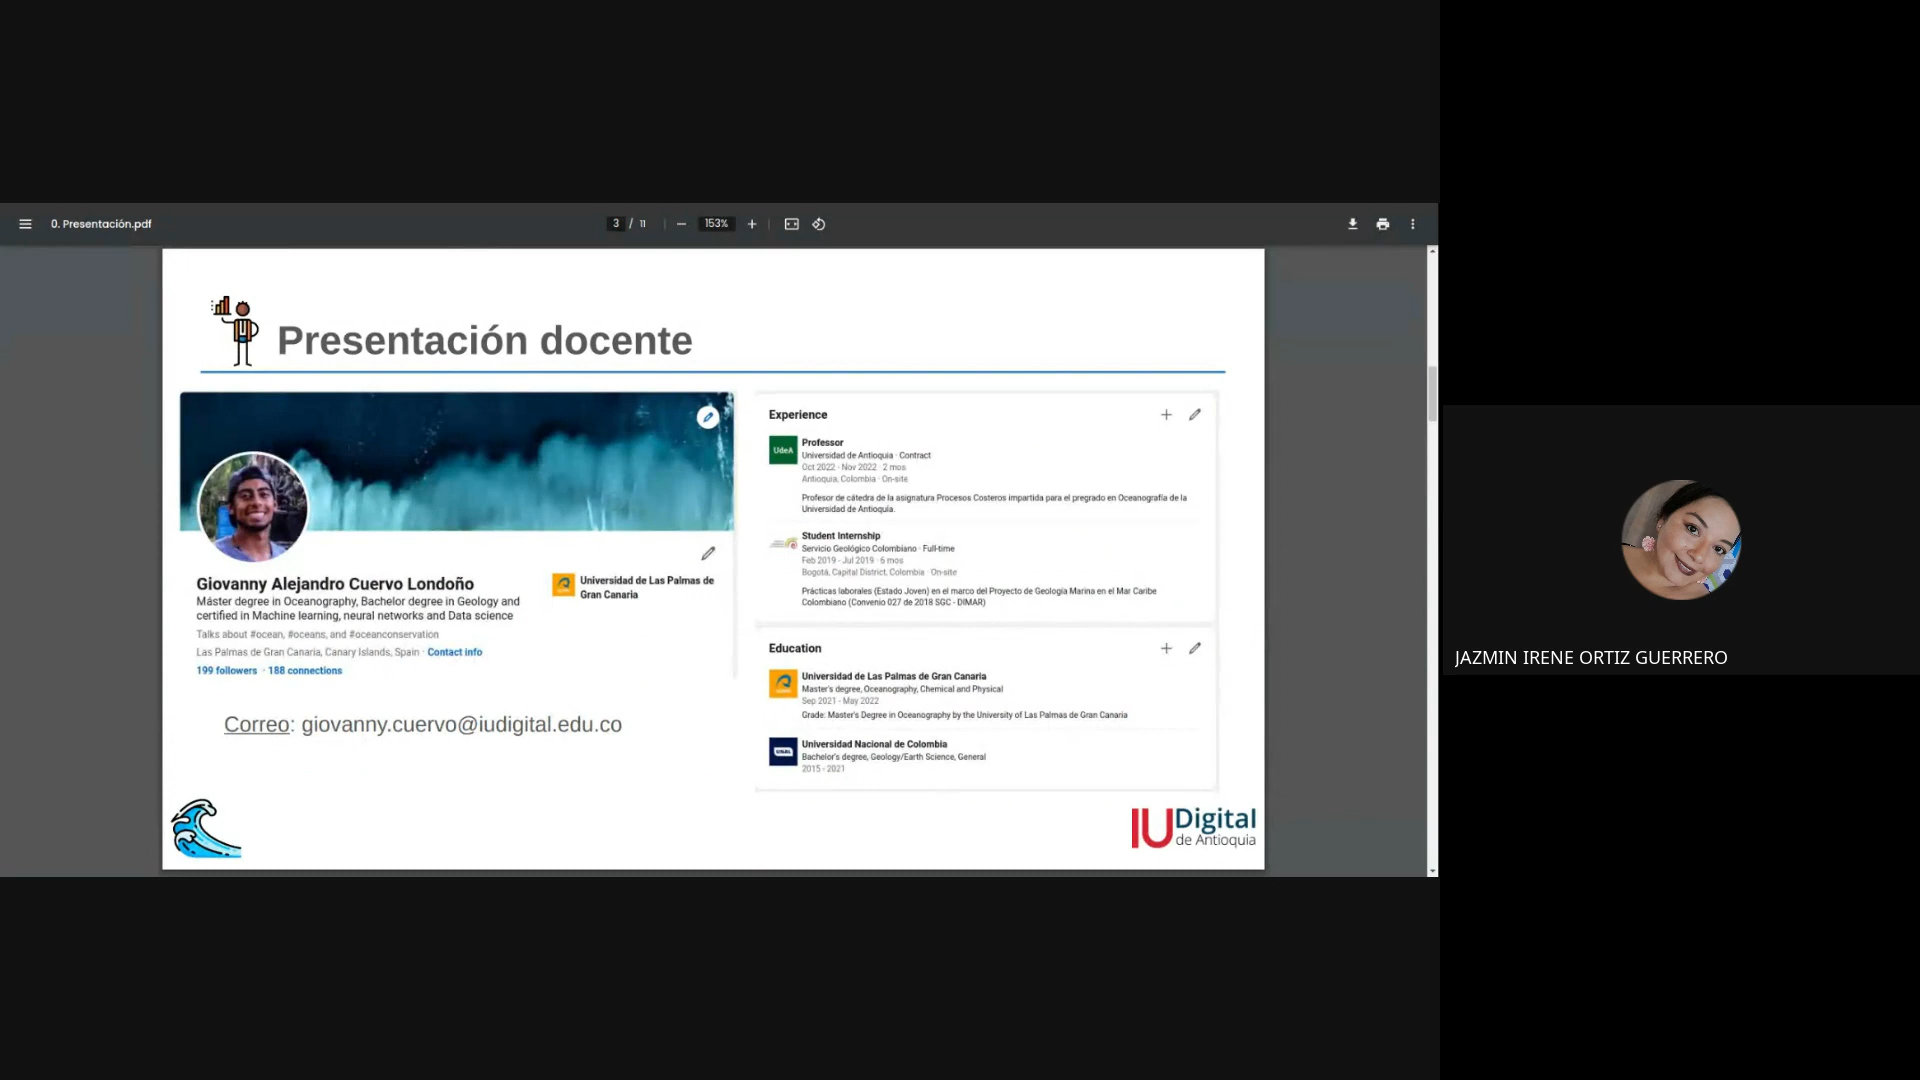 0. Presentación.pdf
3 / 11
153%
Presentación docente
Giovanny Alejandro Cuervo Londoño
Máster degree in Oceanography, Bachelor degree in Geology and
certified in Machine learning, neural networks and Data science
Talks about #ocean, #oceans, and #oceanconservation
Las Palmas de Gran Canaria, Canary Islands, Spain · Contact info
199 followers · 188 connections
Universidad de Las Palmas de
Gran Canaria
Correo: giovanny.cuervo@iudigital.edu.co
Experience
UdeA
Professor
Universidad de Antioquia · Contract
Oct 2022 - Nov 2022 · 2 mos
Antioquia, Colombia · On-site
Profesor de cátedra de la asignatura Procesos Costeros impartida para el pregrado en Oceanografía de la
Universidad de Antioquia.
Student Internship
Servicio Geológico Colombiano · Full-time
Feb 2019 - Jul 2019 · 6 mos
Bogotá, Capital District, Colombia · On-site
Prácticas laborales (Estado Joven) en el marco del Proyecto de Geología Marina en el Mar Caribe
Colombiano (Convenio 027 de 2018 SGC - DIMAR)
Education
Universidad de Las Palmas de Gran Canaria
Master's degree, Oceanography, Chemical and Physical
Sep 2021 - May 2022
Grade: Master's Degree in Oceanography by the University of Las Palmas de Gran Canaria
UNAL
Universidad Nacional de Colombia
Bachelor's degree, Geology/Earth Science, General
2015 - 2021
IU Digital
de Antioquia
JAZMIN IRENE ORTIZ GUERRERO